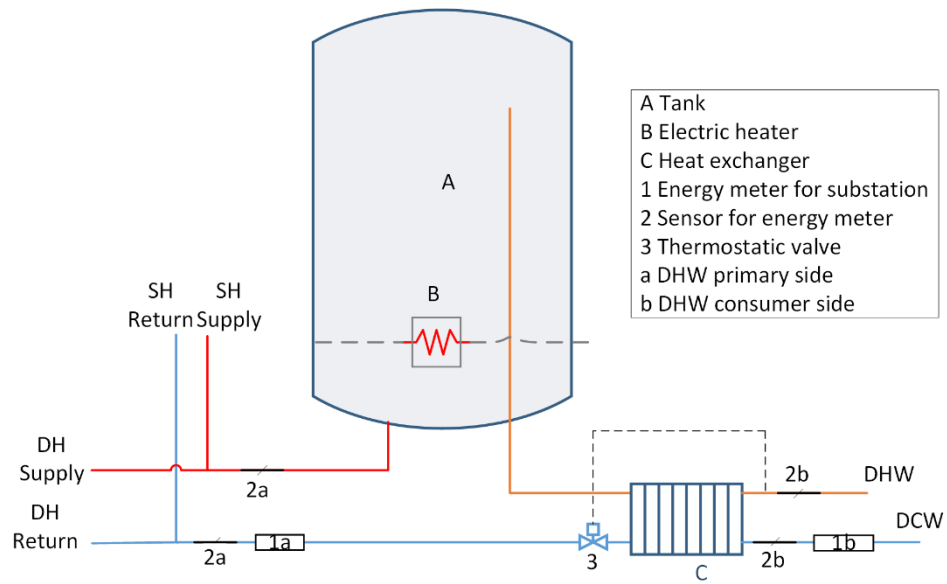 A Tank
B Electric heater
C Heat exchanger
1 Energy meter for substation
2 Sensor for energy meter
3 Thermostatic valve
a DHW primary side
b DHW consumer side
A
B
SH
Return
SH
Supply
DH
Supply
2a
DH
Return
2a
1a
3
C
2b
DHW
DCW
2b
1b